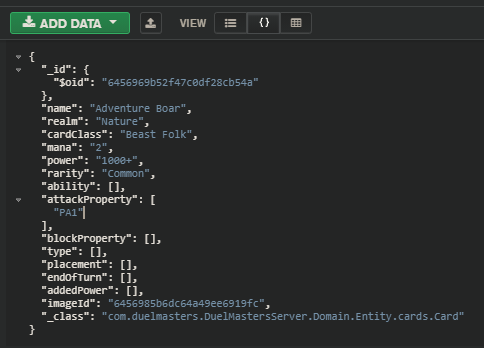 ADD DATA VIEW {}
{
"_id": {
"$oid": "6456969b52f47c0df28cb54a"
},
"name": "Adventure Boar",
"realm": "Nature",
"cardClass": "Beast Folk",
"mana": "2",
"power": "1000+",
"rarity": "Common",
"ability": [],
"attackProperty": [
"PA1"
],
"blockProperty": [],
"type": [],
"placement": [],
"endOfTurn": [],
"addedPower": [],
"imageId": "6456985b6dc64a49ee6919fc",
"_class": "com.duelmasters.DuelMastersServer.Domain.Entity.cards.Card"
}